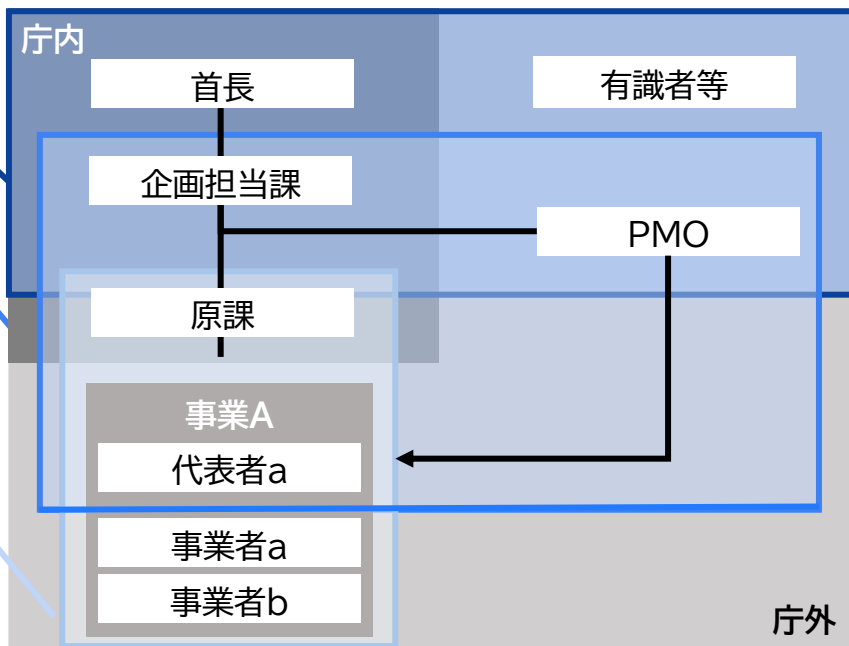 庁内
首長
有識者等
企画担当課
PMO
原課
事業A
代表者a
事業者a
事業者b
庁外